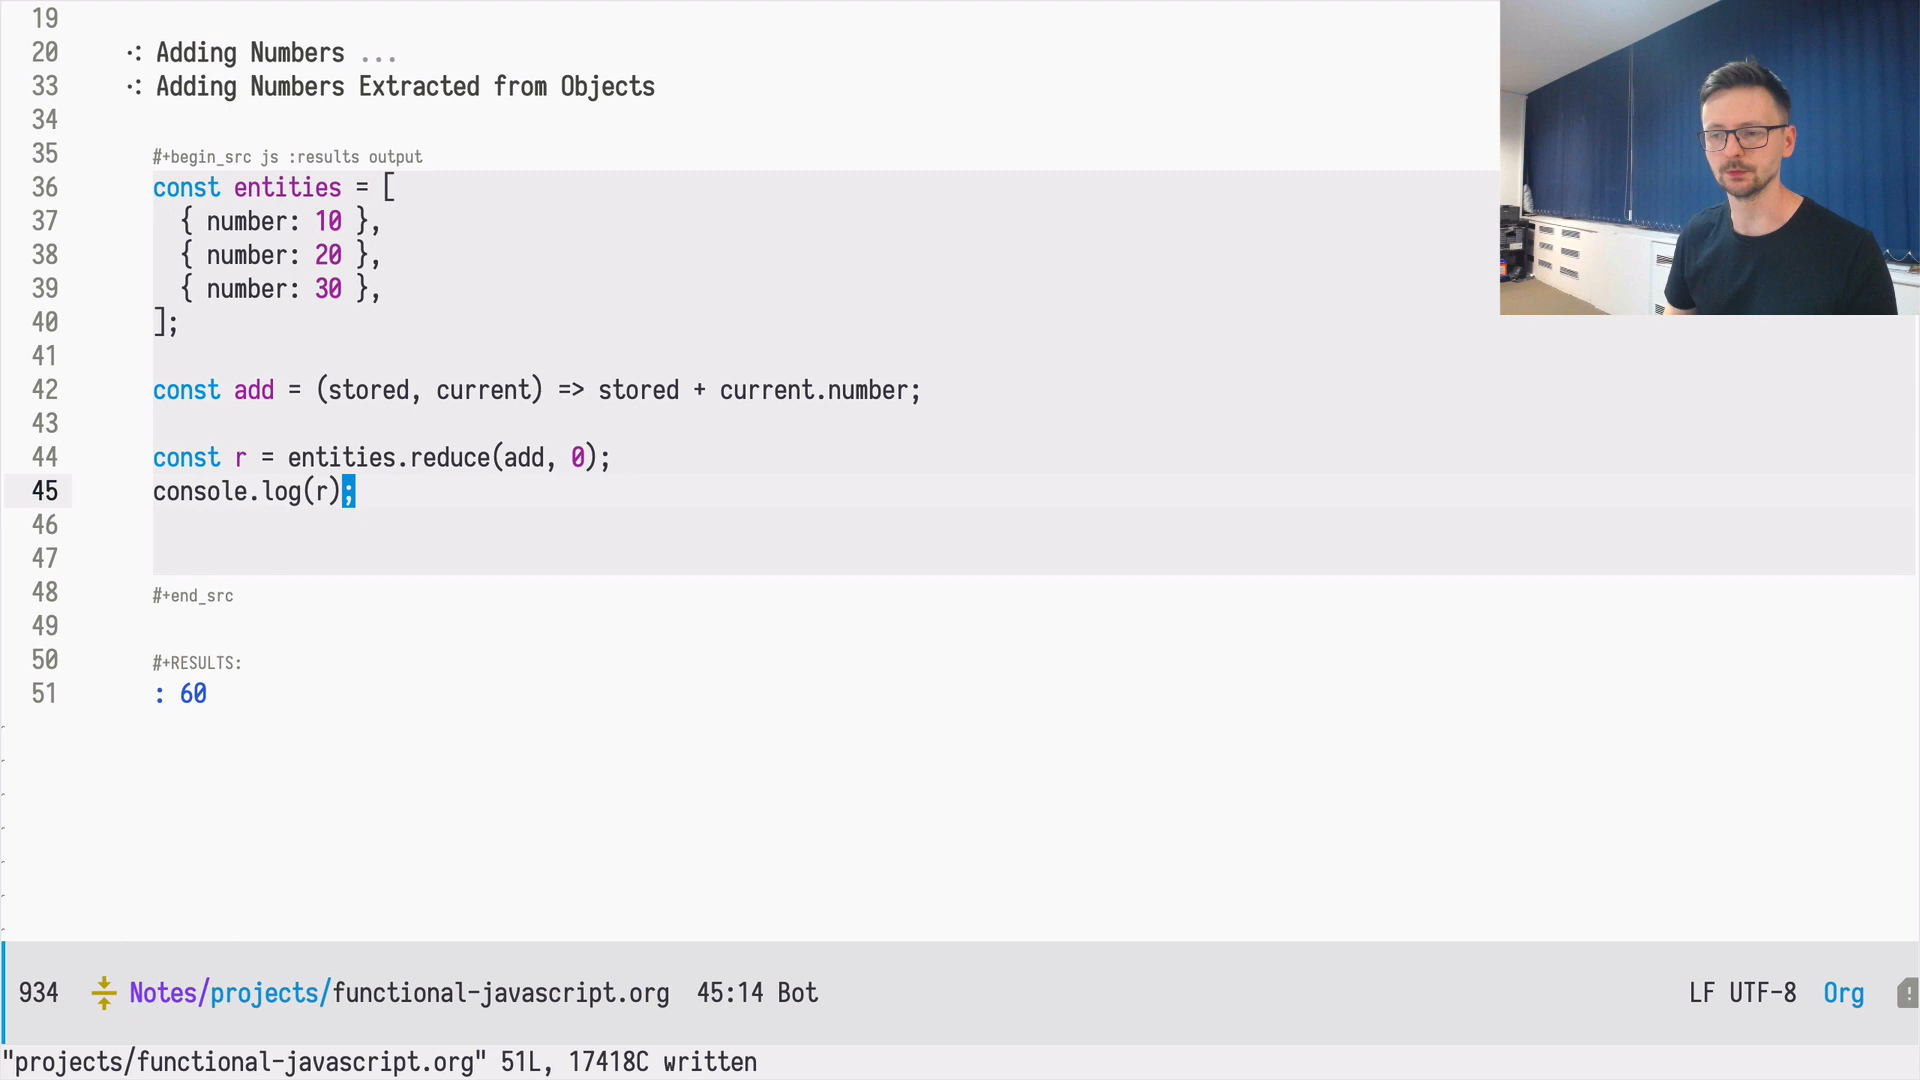 19
20 ·: Adding Numbers ...
33 ·: Adding Numbers Extracted from Objects
34
35 #+begin_src js :results output
36 const entities = [
37 { number: 10 },
38 { number: 20 },
39 { number: 30 },
40 ];
41
42 const add = (stored, current) => stored + current.number;
43
44 const r = entities.reduce(add, 0);
45 console.log(r);
46
47
48 #+end_src
49
50 #+RESULTS:
51 : 60
934 Notes/projects/functional-javascript.org 45:14 Bot LF UTF-8 Org
"projects/functional-javascript.org" 51L, 17418C written